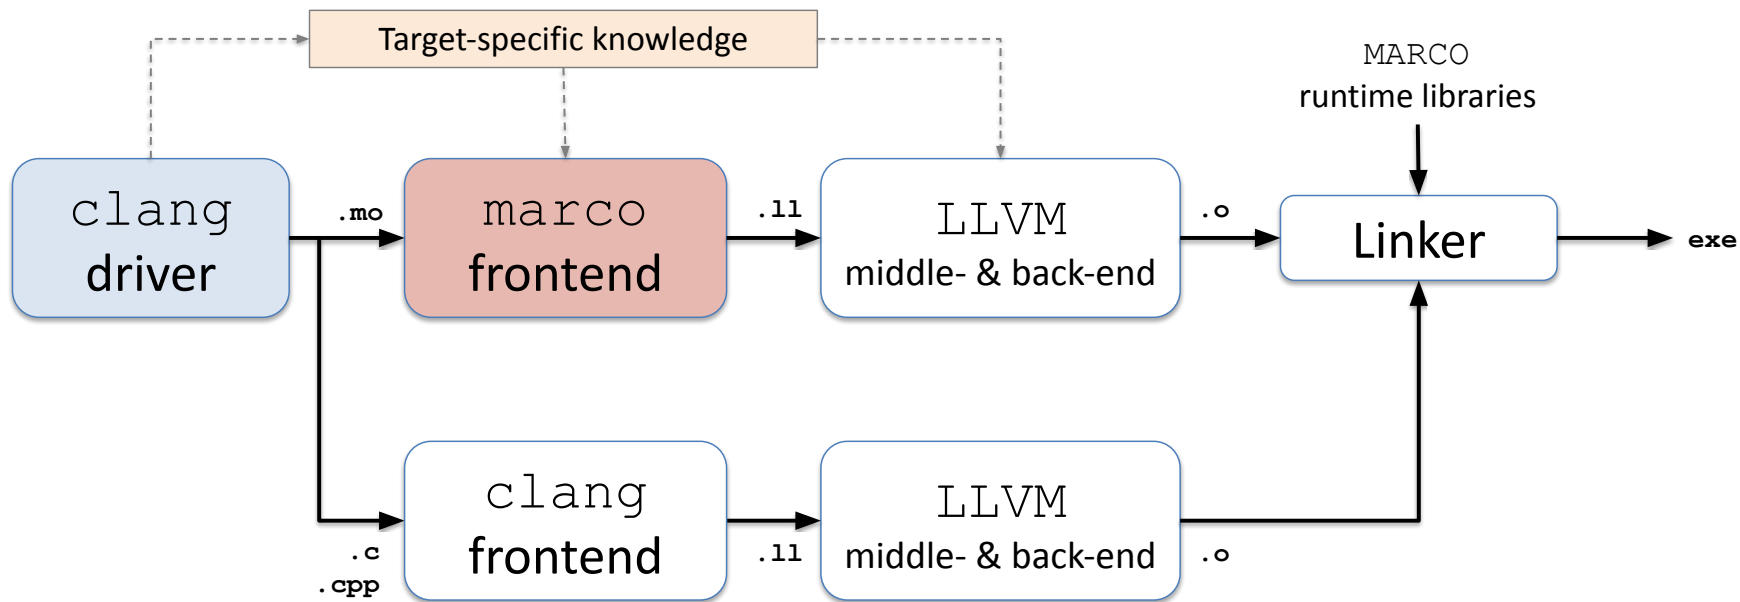 Target-specific knowledge
MARCO
runtime libraries
clang
driver
.mo
marco
frontend
.ll
LLVM
middle- & back-end
.o
Linker
exe
.c
.cpp
clang
frontend
.ll
LLVM
middle- & back-end
.o